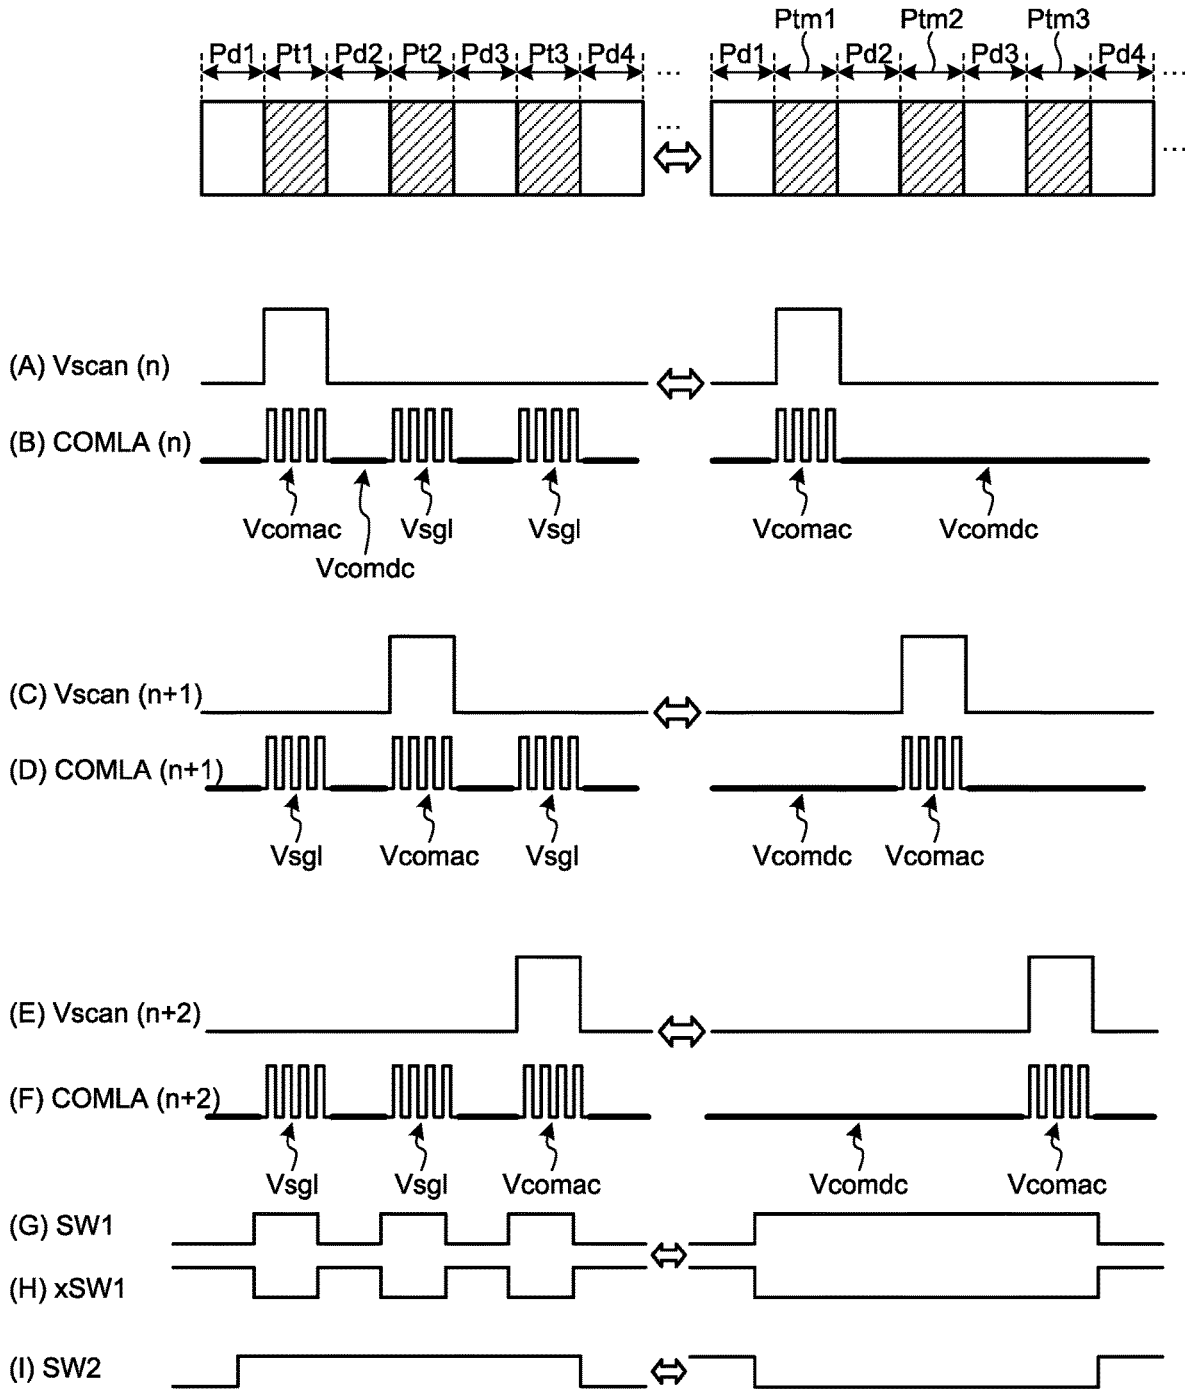 Ptm1 Ptm2 Ptm3
Pd1 Pt1 Pd2 Pt2 Pd3 Pt3 Pd4 ... Pd1 Pd2 Pd3 Pd4 ...
... ...
(A) Vscan (n)
(B) COMLA (n)
Vcomac Vsgl Vsgl Vcomac Vcomdc
Vcomdc
(C) Vscan (n+1)
(D) COMLA (n+1)
Vsgl Vcomac Vsgl Vcomdc Vcomac
(E) Vscan (n+2)
(F) COMLA (n+2)
Vsgl Vsgl Vcomac Vcomdc Vcomac
(G) SW1
(H) xSW1
(I) SW2